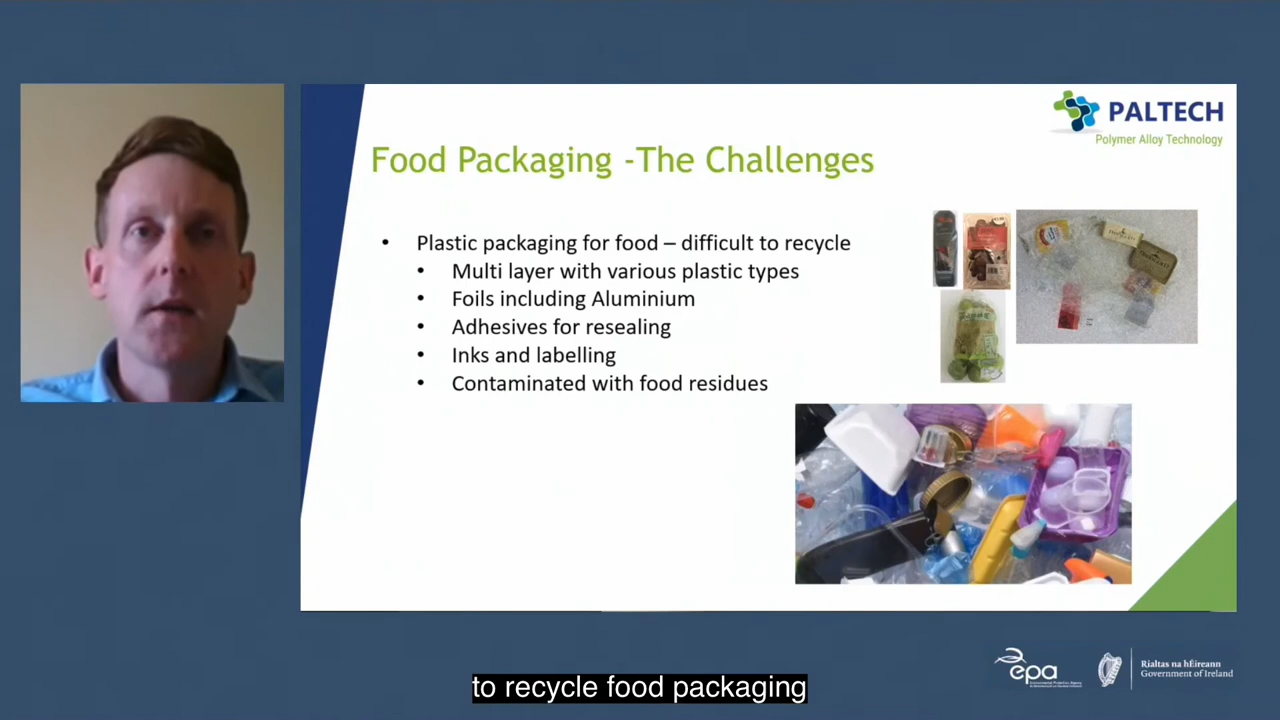 PALTECH
Polymer Alloy Technology
Food Packaging -The Challenges
• Plastic packaging for food – difficult to recycle
• Multi layer with various plastic types
• Foils including Aluminium
• Adhesives for resealing
• Inks and labelling
• Contaminated with food residues
epa
Rialtas na hÉireann
Government of Ireland
to recycle food packaging